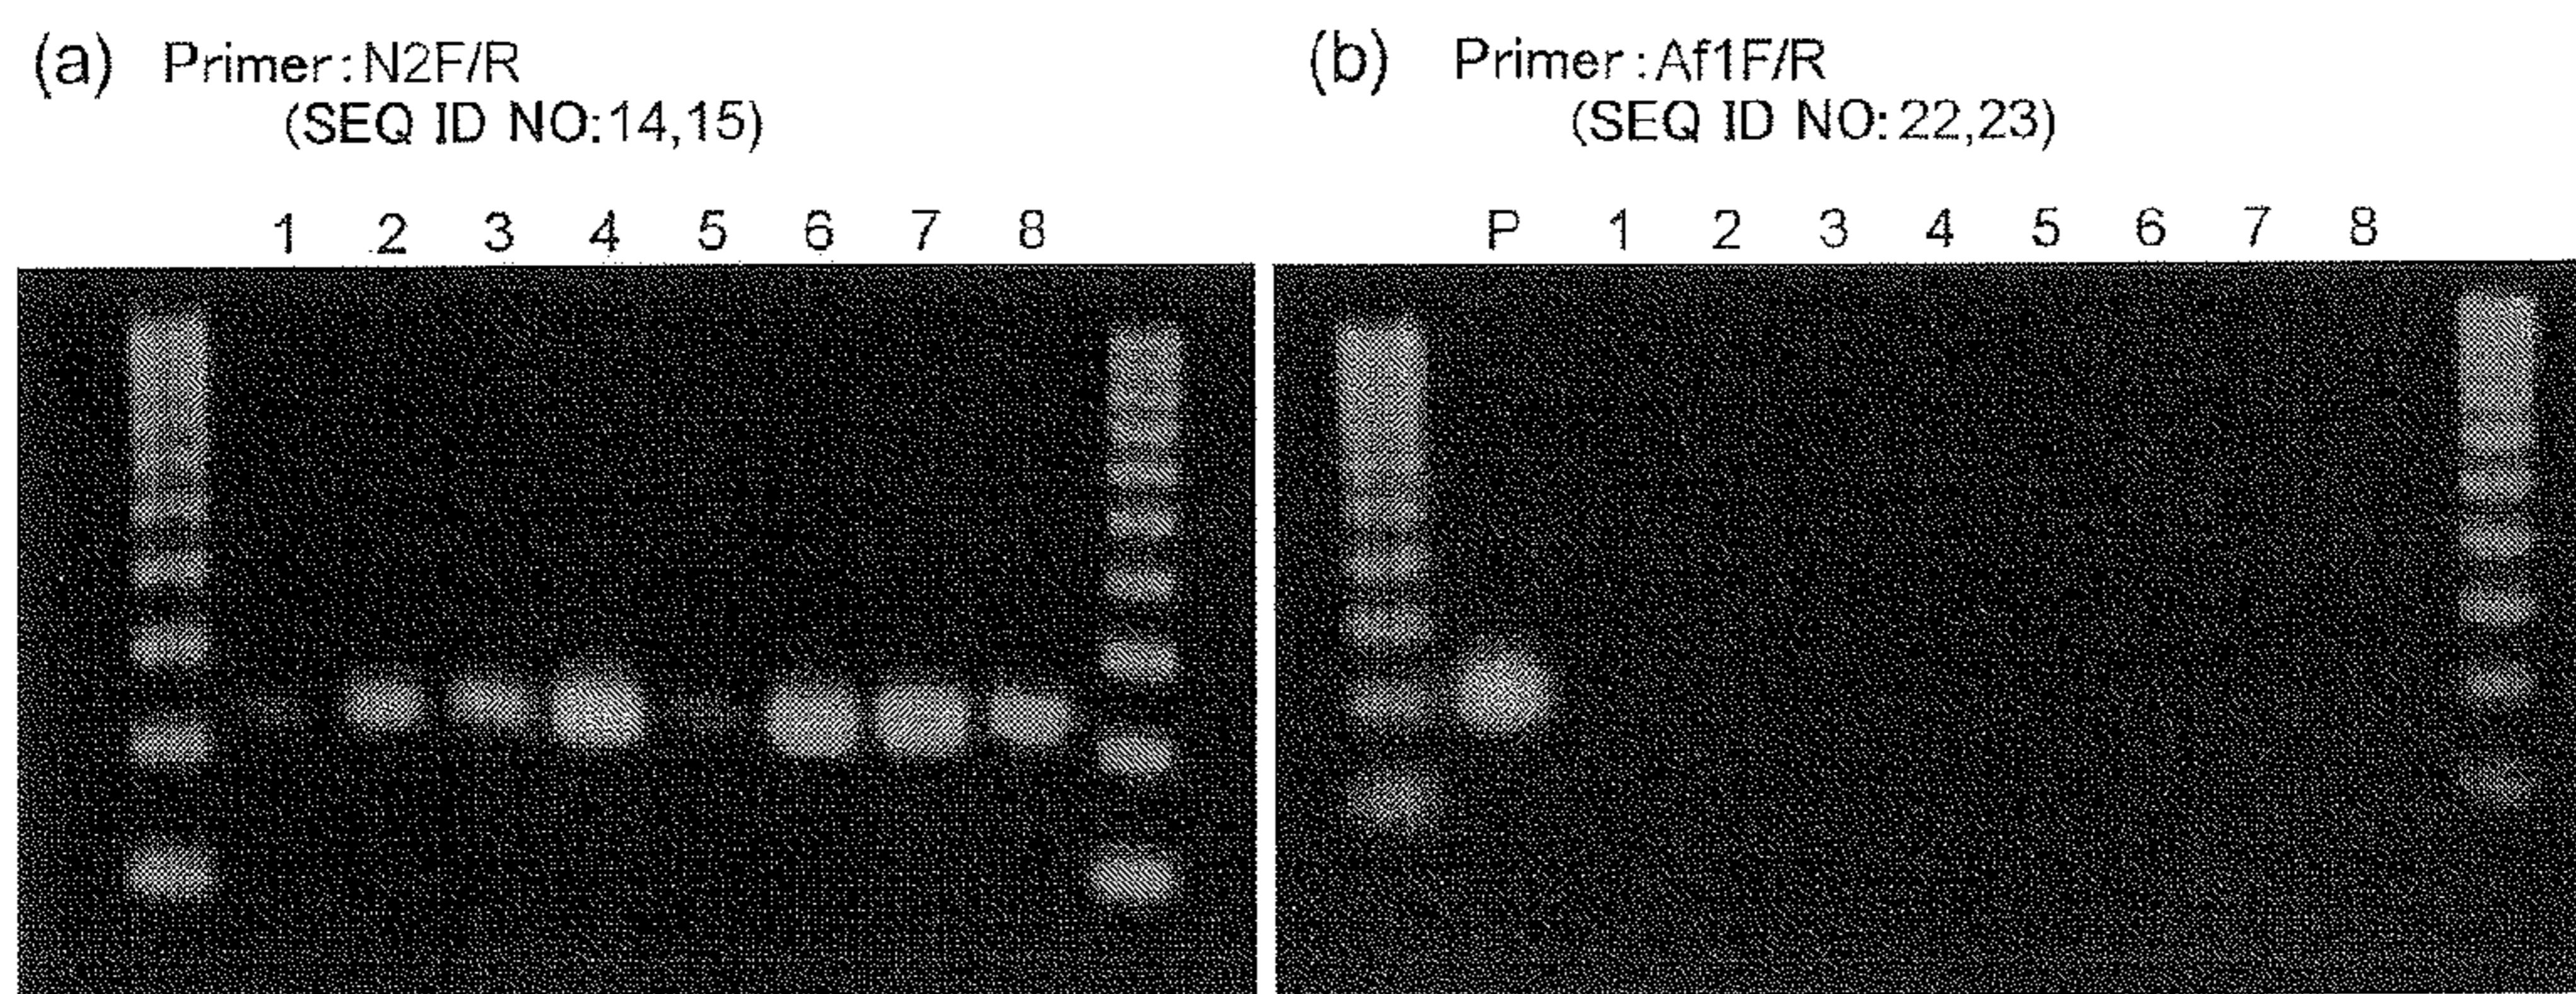 (a) Primer:N2F/R
(SEQ ID NO:14,15)
1 2 3 4 5 6 7 8
(b) Primer:Af1F/R
(SEQ ID NO:22,23)
P 1 2 3 4 5 6 7 8